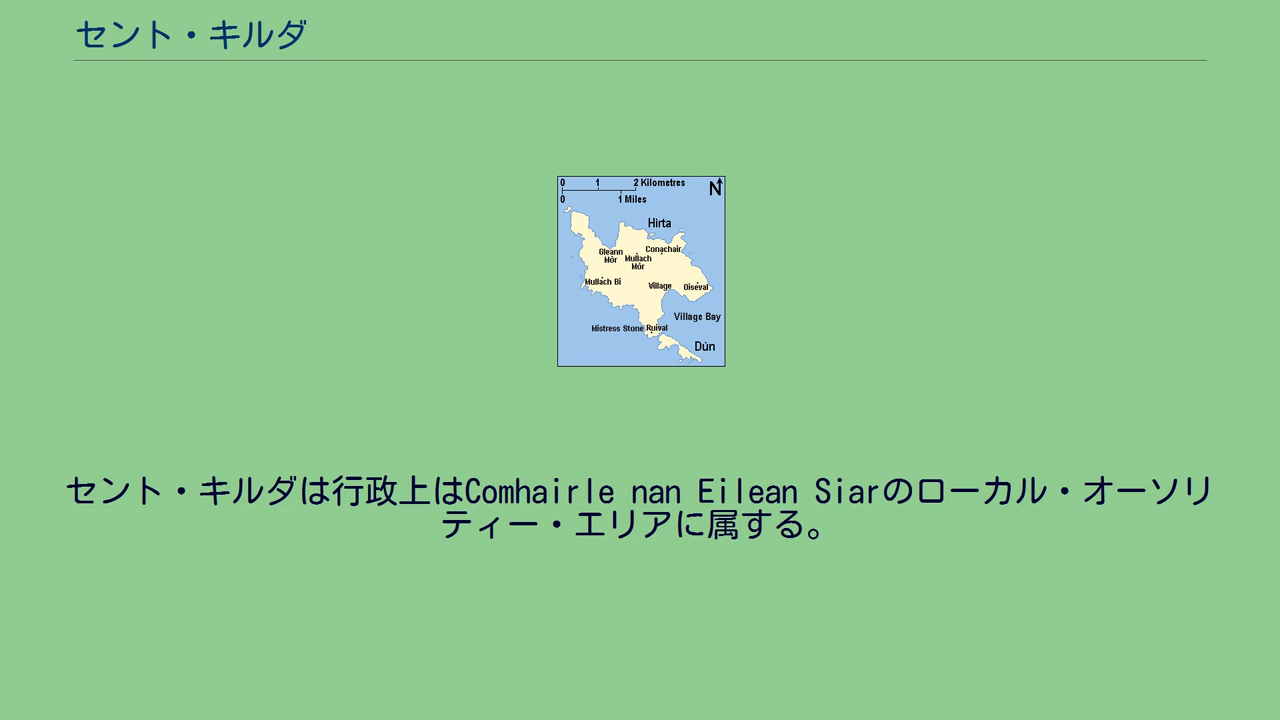 セント・キルダ
0 1 2 Kilometres
N
0 1 Miles
Hirta
Gleann
Mór
Mullach
Mór
Conachair
Mullach Bi
Village
Oiseval
Village Bay
Mistress Stone
Ruival
Dùn
セント・キルダは行政上はComhairle nan Eilean Siarのローカル・オーソリ
ティー・エリアに属する。